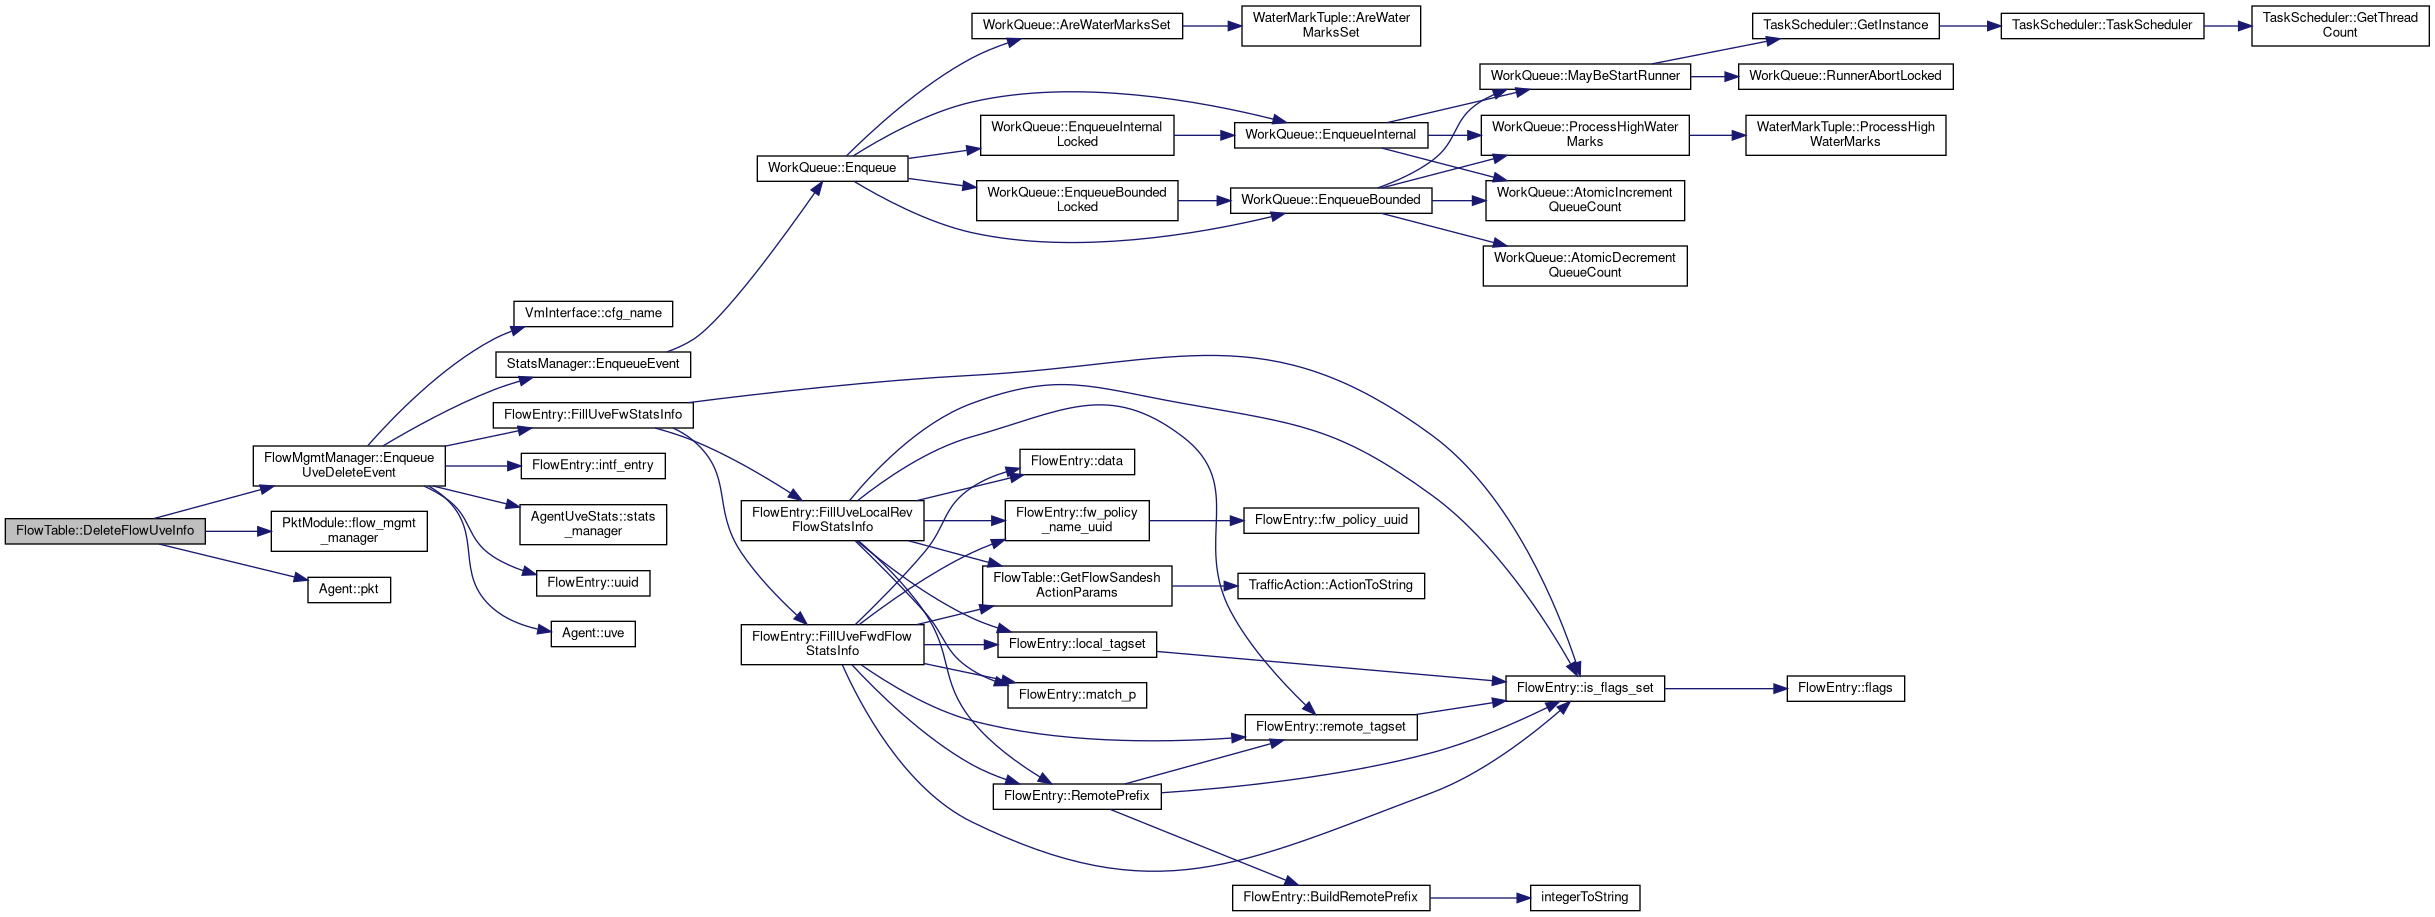 FlowTable::DeleteFlowUveInfo
FlowMgmtManager::Enqueue
UveDeleteEvent
PktModule::flow_mgmt
_manager
Agent::pkt
VmInterface::cfg_name
StatsManager::EnqueueEvent
FlowEntry::FillUveFwStatsInfo
FlowEntry::intf_entry
AgentUveStats::stats
_manager
FlowEntry::uuid
Agent::uve
WorkQueue::Enqueue
FlowEntry::FillUveLocalRev
FlowStatsInfo
FlowEntry::FillUveFwdFlow
StatsInfo
WorkQueue::AreWaterMarksSet
WorkQueue::EnqueueInternal
Locked
WorkQueue::EnqueueBounded
Locked
FlowEntry::data
FlowEntry::fw_policy
_name_uuid
FlowTable::GetFlowSandesh
ActionParams
FlowEntry::local_tagset
FlowEntry::match_p
FlowEntry::RemotePrefix
WaterMarkTuple::AreWater
MarksSet
WorkQueue::EnqueueInternal
WorkQueue::EnqueueBounded
FlowEntry::fw_policy_uuid
TrafficAction::ActionToString
FlowEntry::remote_tagset
FlowEntry::BuildRemotePrefix
WorkQueue::MayBeStartRunner
WorkQueue::ProcessHighWater
Marks
WorkQueue::AtomicIncrement
QueueCount
WorkQueue::AtomicDecrement
QueueCount
FlowEntry::is_flags_set
integerToString
TaskScheduler::GetInstance
WorkQueue::RunnerAbortLocked
WaterMarkTuple::ProcessHigh
WaterMarks
FlowEntry::flags
TaskScheduler::TaskScheduler
TaskScheduler::GetThread
Count